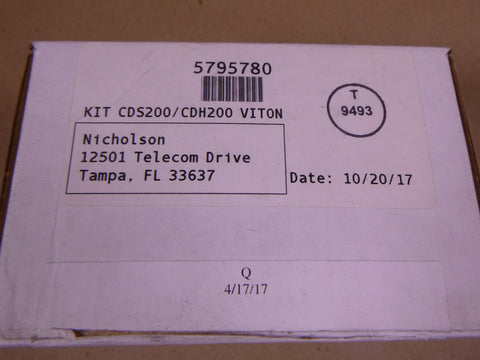 5795780
KIT CDS200/CDH200 VITON
T
9493
Nicholson
12501 Telecom Drive
Tampa, FL 33637
Date: 10/20/17
Q
4/17/17